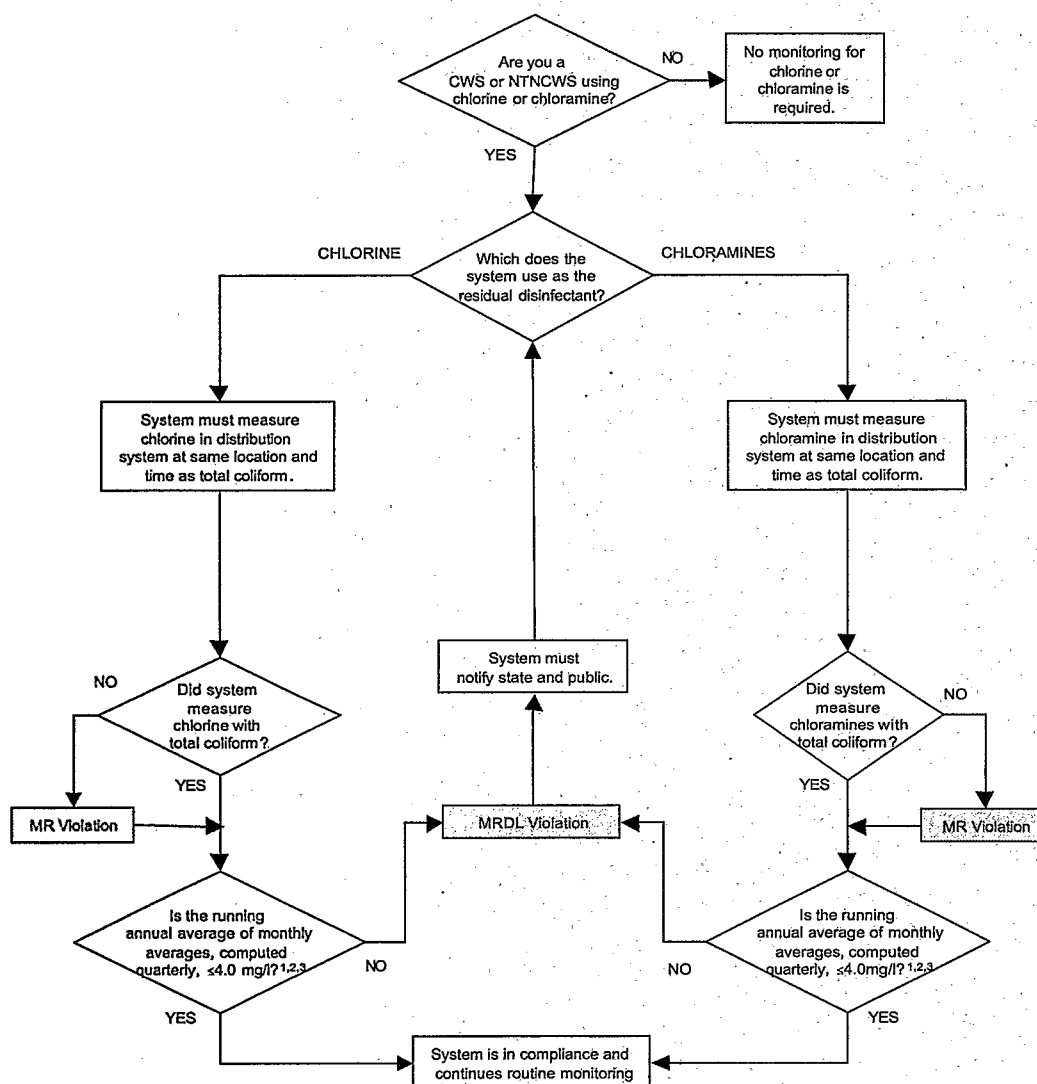 Are you a
CWS or NTNCWS using
chlorine or chloramine?
NO
No monitoring for
chlorine or
chloramine is
required.
YES
CHLORINE
Which does the
system use as the
residual disinfectant?
CHLORAMINES
System must measure
chlorine in distribution
system at same location and
time as total coliform.
System must measure
chloramine in distribution
system at same location and
time as total coliform.
System must
notify state and public.
NO
Did system
measure
chlorine with
total coliform?
YES
Did system
measure
chloramines with
total coliform?
NO
YES
MR Violation
MRDL Violation
MR Violation
Is the running
annual average of monthly
averages, computed
quarterly, ≤4.0 mg/l?1,2,3
NO
YES
Is the running
annual average of monthly
averages, computed
quarterly, ≤4.0mg/l?1,2,3
NO
YES
System is in compliance and
continues routine monitoring